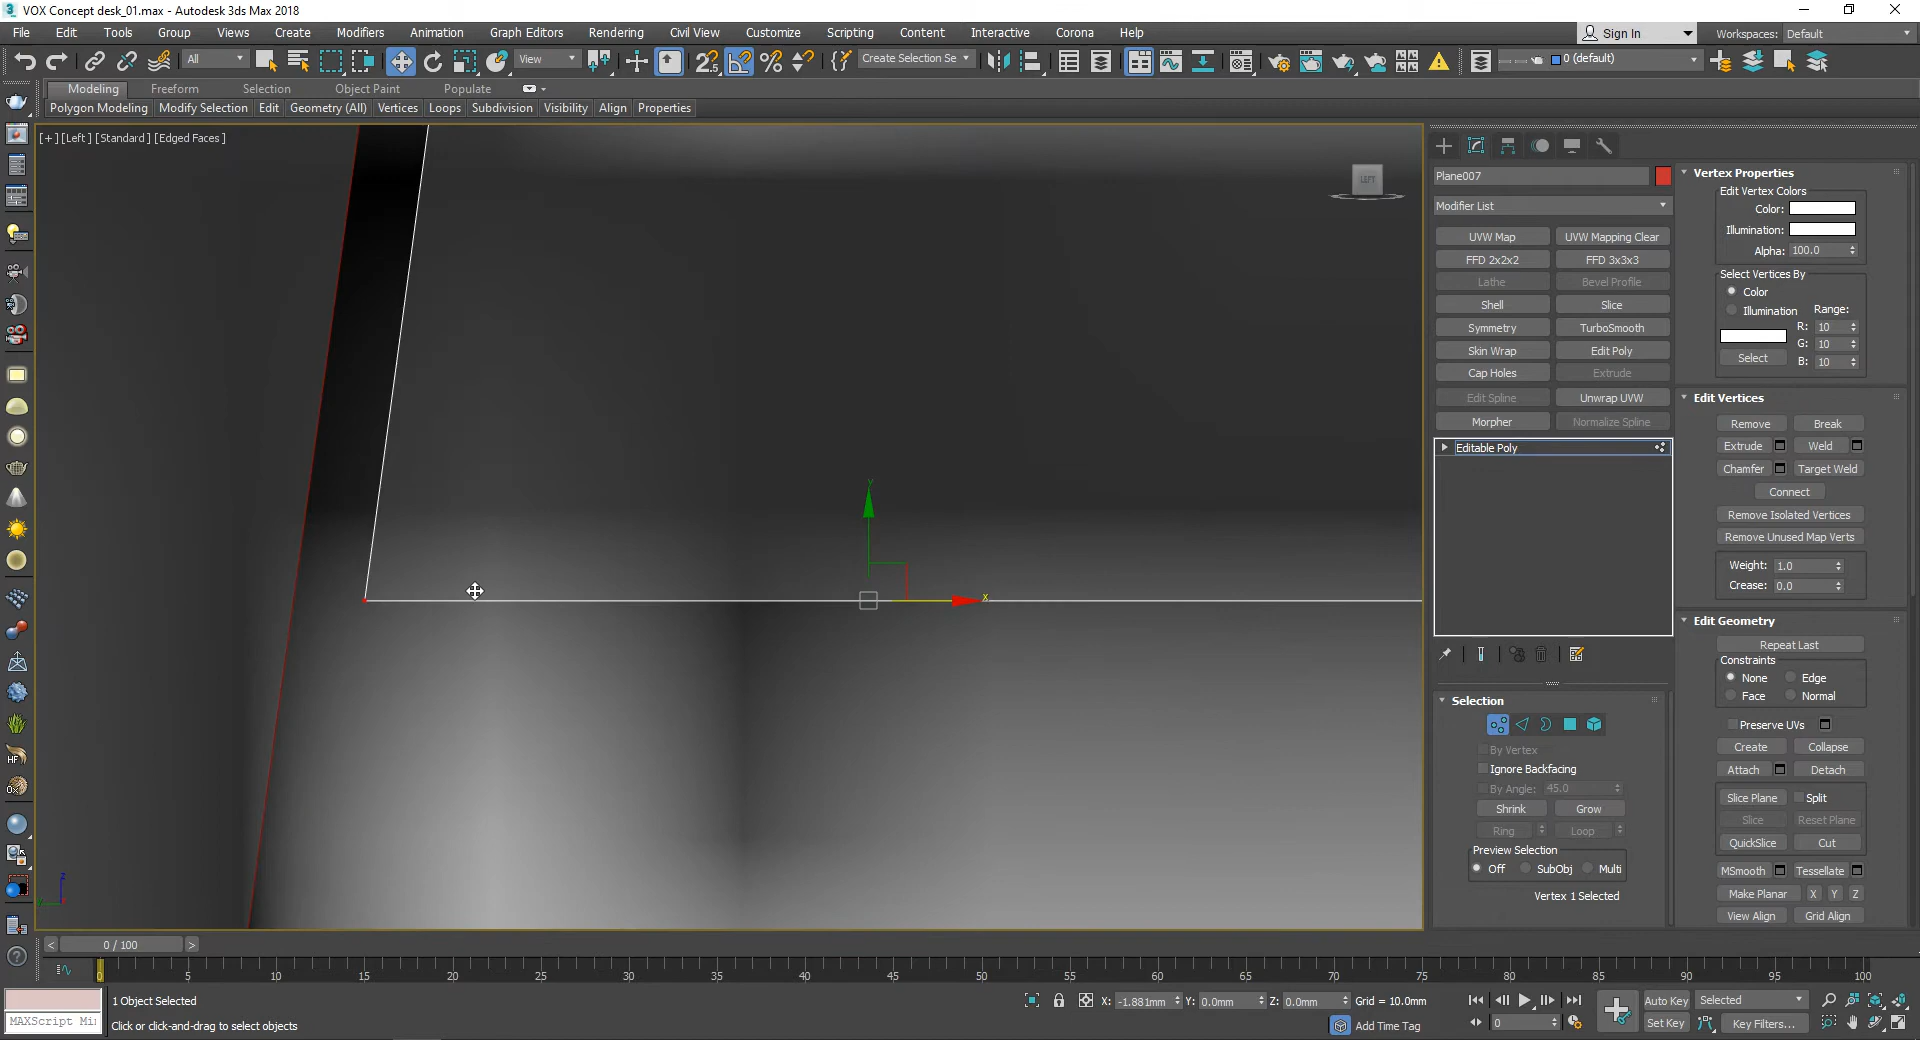 VOX Concept desk_01.max - Autodesk 3ds Max 2018
File Edit Tools Group Views Create Modifiers Animation Graph Editors Rendering Civil View Customize Scripting Content Interactive Corona Help Sign In Workspaces: Default
All View Create Selection Se 0 (default)
Modeling Freeform Selection Object Paint Populate
Polygon Modeling Modify Selection Edit Geometry (All) Vertices Loops Subdivision Visibility Align Properties
[+] [Left] [Standard] [Edged Faces]
LEFT
Plane007
Modifier List
UVW Map UVW Mapping Clear
FFD 2x2x2 FFD 3x3x3
Lathe Bevel Profile
Shell Slice
Symmetry TurboSmooth
Skin Wrap Edit Poly
Cap Holes Extrude
Edit Spline Unwrap UVW
Morpher Normalize Spline
Editable Poly
Selection
By Vertex
Ignore Backfacing
By Angle: 45.0
Shrink Grow
Ring Loop
Preview Selection
Off SubObj Multi
Vertex 1 Selected
Vertex Properties
Edit Vertex Colors
Color:
Illumination:
Alpha: 100.0
Select Vertices By
Color
Illumination Range:
R: 10
G: 10
Select B: 10
Edit Vertices
Remove Break
Extrude Weld
Chamfer Target Weld
Connect
Remove Isolated Vertices
Remove Unused Map Verts
Weight: 1.0
Crease: 0.0
Edit Geometry
Repeat Last
Constraints
None Edge
Face Normal
Preserve UVs
Create Collapse
Attach Detach
Slice Plane Split
Slice Reset Plane
QuickSlice Cut
MSmooth Tessellate
Make Planar X Y Z
View Align Grid Align
y
x
z
HF
0 / 100
0 5 10 15 20 25 30 35 40 45 50 55 60 65 70 75 80 85 90 95 100
1 Object Selected X: -1.881mm Y: 0.0mm Z: 0.0mm Grid = 10.0mm Auto Key Selected
MAXScript Mi Click or click-and-drag to select objects Add Time Tag 0 Set Key Key Filters...